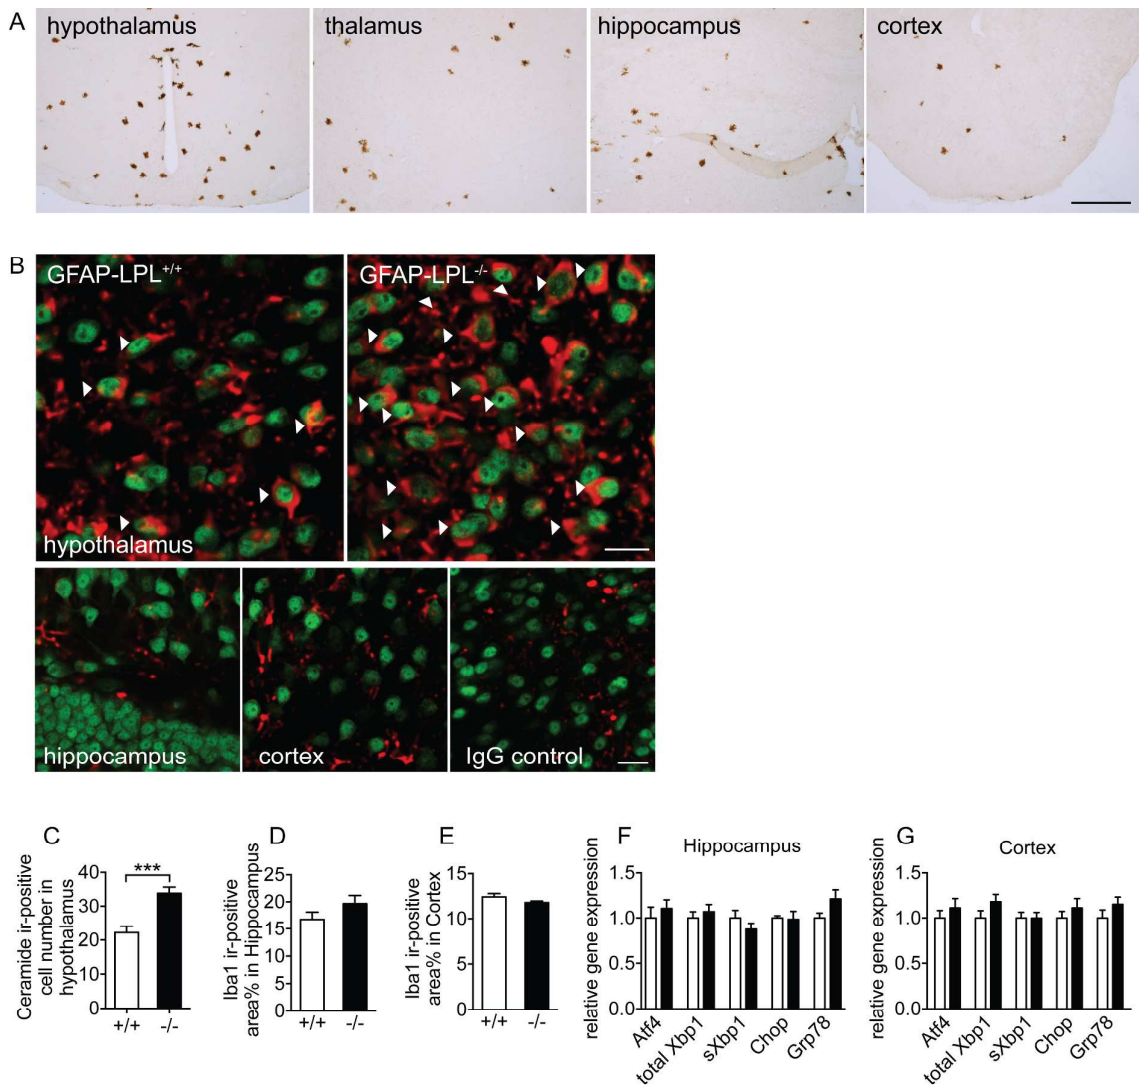 A
hypothalamus
thalamus
hippocampus
cortex
B
GFAP-LPL+/+
GFAP-LPL-/-
hypothalamus
hippocampus
cortex
IgG control
C
Ceramide ir-positive
cell number in
hypothalamus
40
30
20
10
0
***
+/+
-/-
D
Iba1 ir-positive
area% in Hippocampus
25
20
15
10
5
0
+/+
-/-
E
Iba1 ir-positive
area% in Cortex
15
10
5
0
+/+
-/-
F
Hippocampus
relative gene expression
1.5
1.0
0.5
0.0
Atf4
total Xbp1
sXbp1
Chop
Grp78
G
Cortex
relative gene expression
1.5
1.0
0.5
0.0
Atf4
total Xbp1
sXbp1
Chop
Grp78